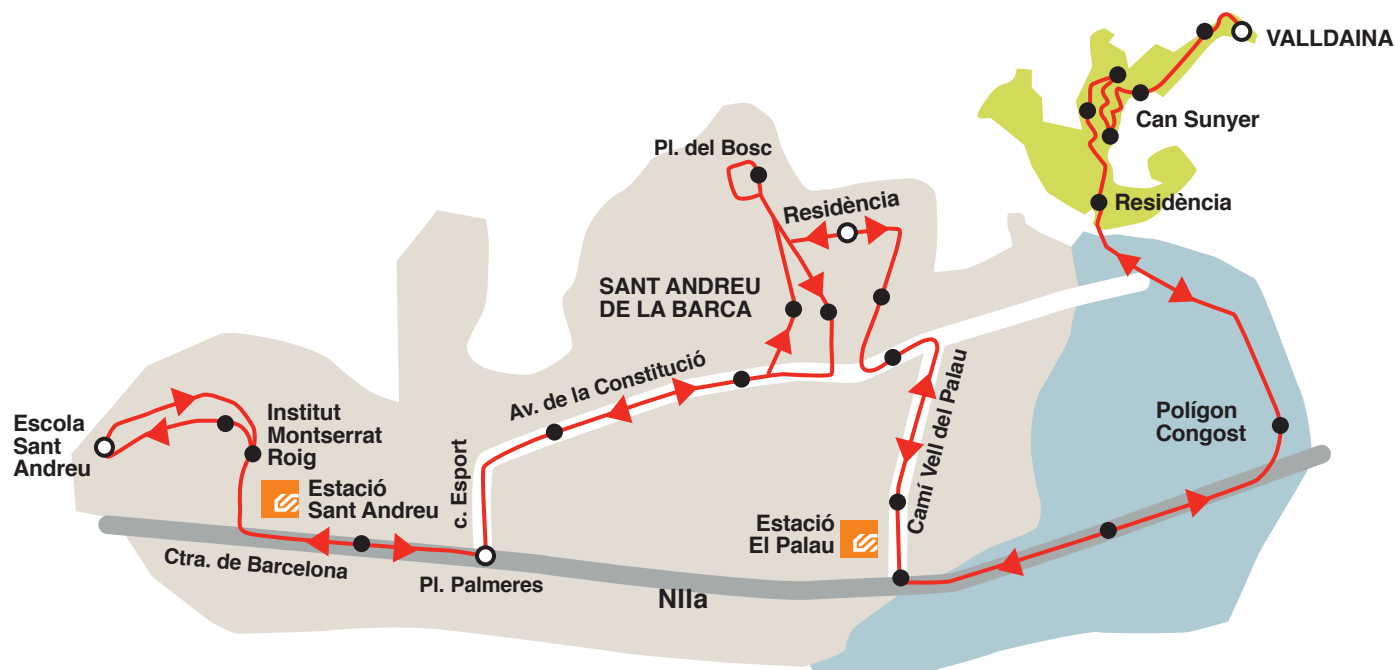 VALLDAINA
Can Sunyer
Pl. del Bosc
Residència
Residència
SANT ANDREU
DE LA BARCA
Av. de la Constitució
Camí Vell del Palau
Polígon
Congost
Escola
Sant
Andreu
Institut
Montserrat
Roig
c. Esport
Estació
Sant Andreu
Estació
El Palau
Ctra. de Barcelona
Pl. Palmeres
NIIa